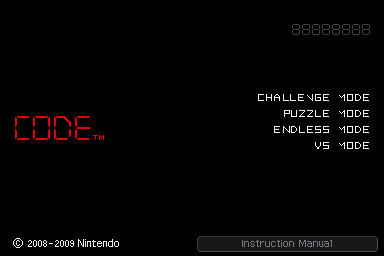 88888888
CHALLENGE MODE
PUZZLE MODE
ENDLESS MODE
VS MODE
CODE™
© 2008-2009 Nintendo
Instruction Manual